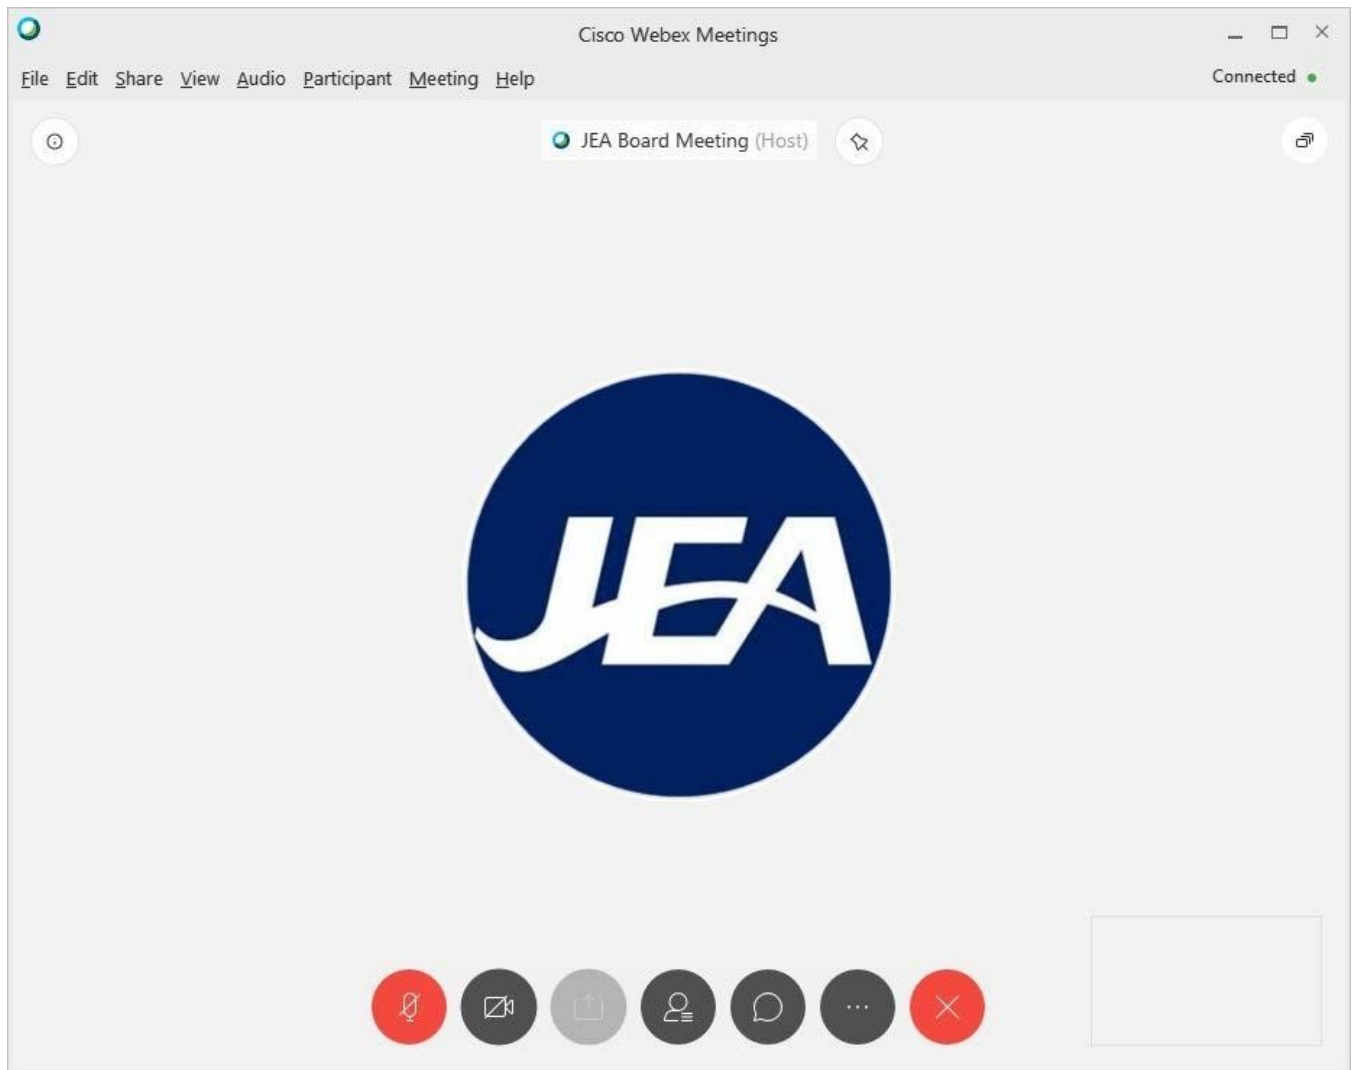 Cisco Webex Meetings
File Edit Share View Audio Participant Meeting Help
Connected
JEA Board Meeting (Host)
JEA